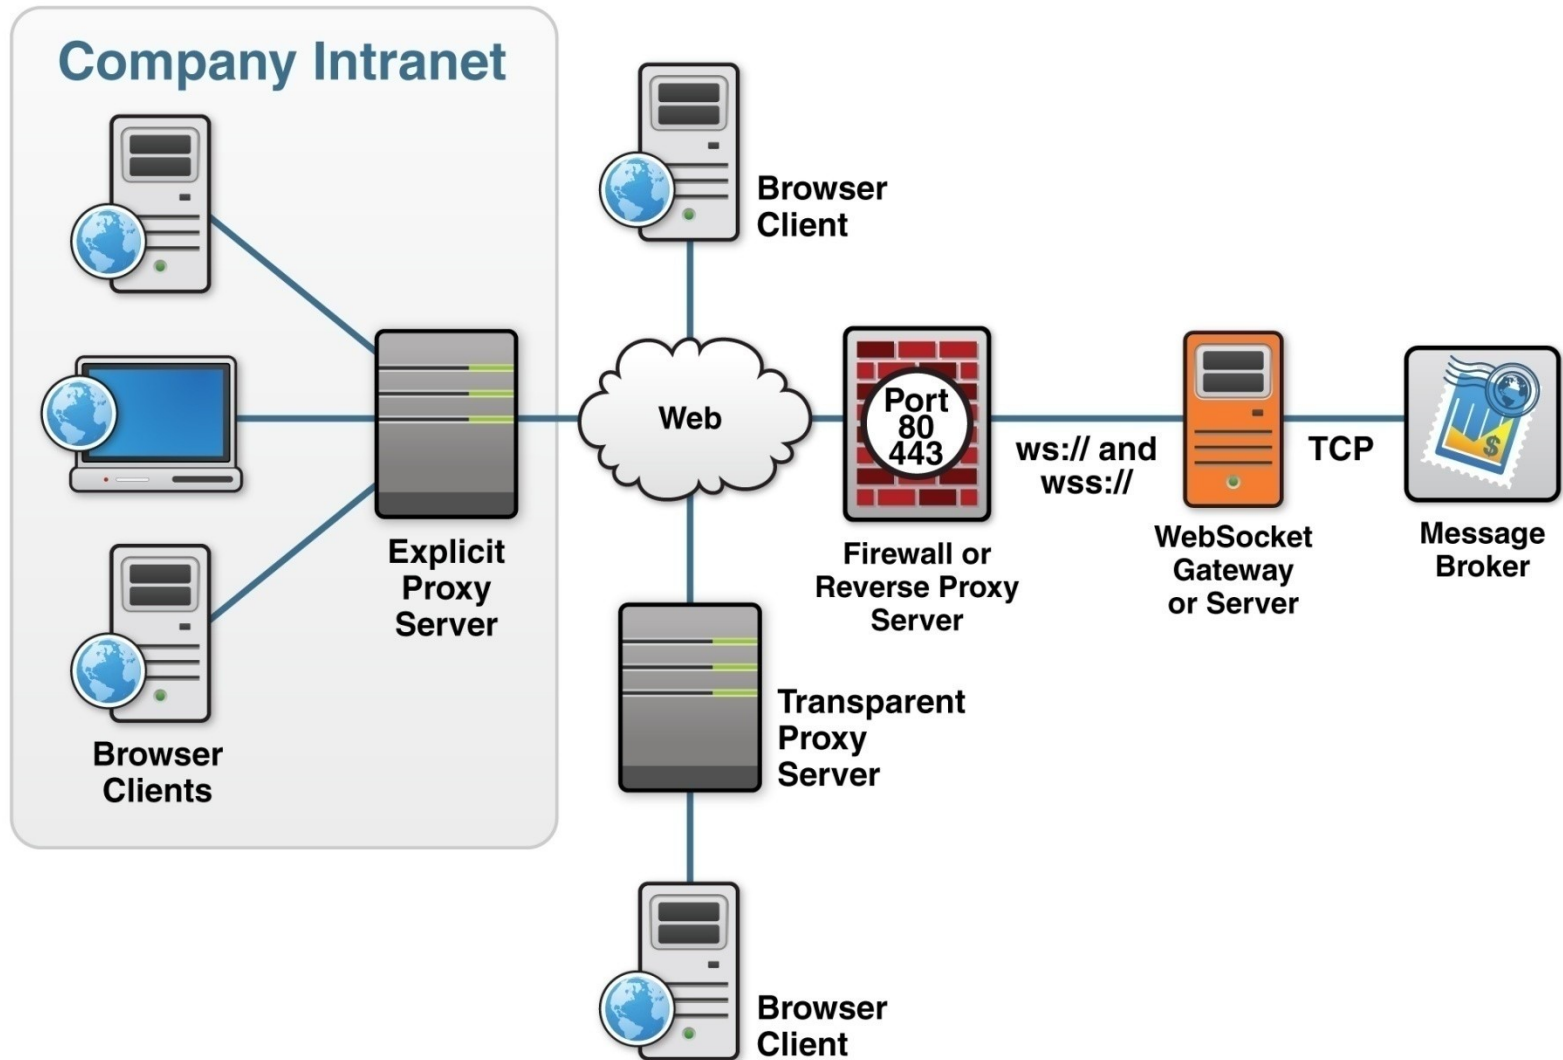 Company Intranet
Browser
Client
Web
Port
80
443
ws:// and
wss://
TCP
Explicit
Proxy
Server
Firewall or
Reverse Proxy
Server
WebSocket
Gateway
or Server
Message
Broker
Browser
Clients
Transparent
Proxy
Server
Browser
Client
$